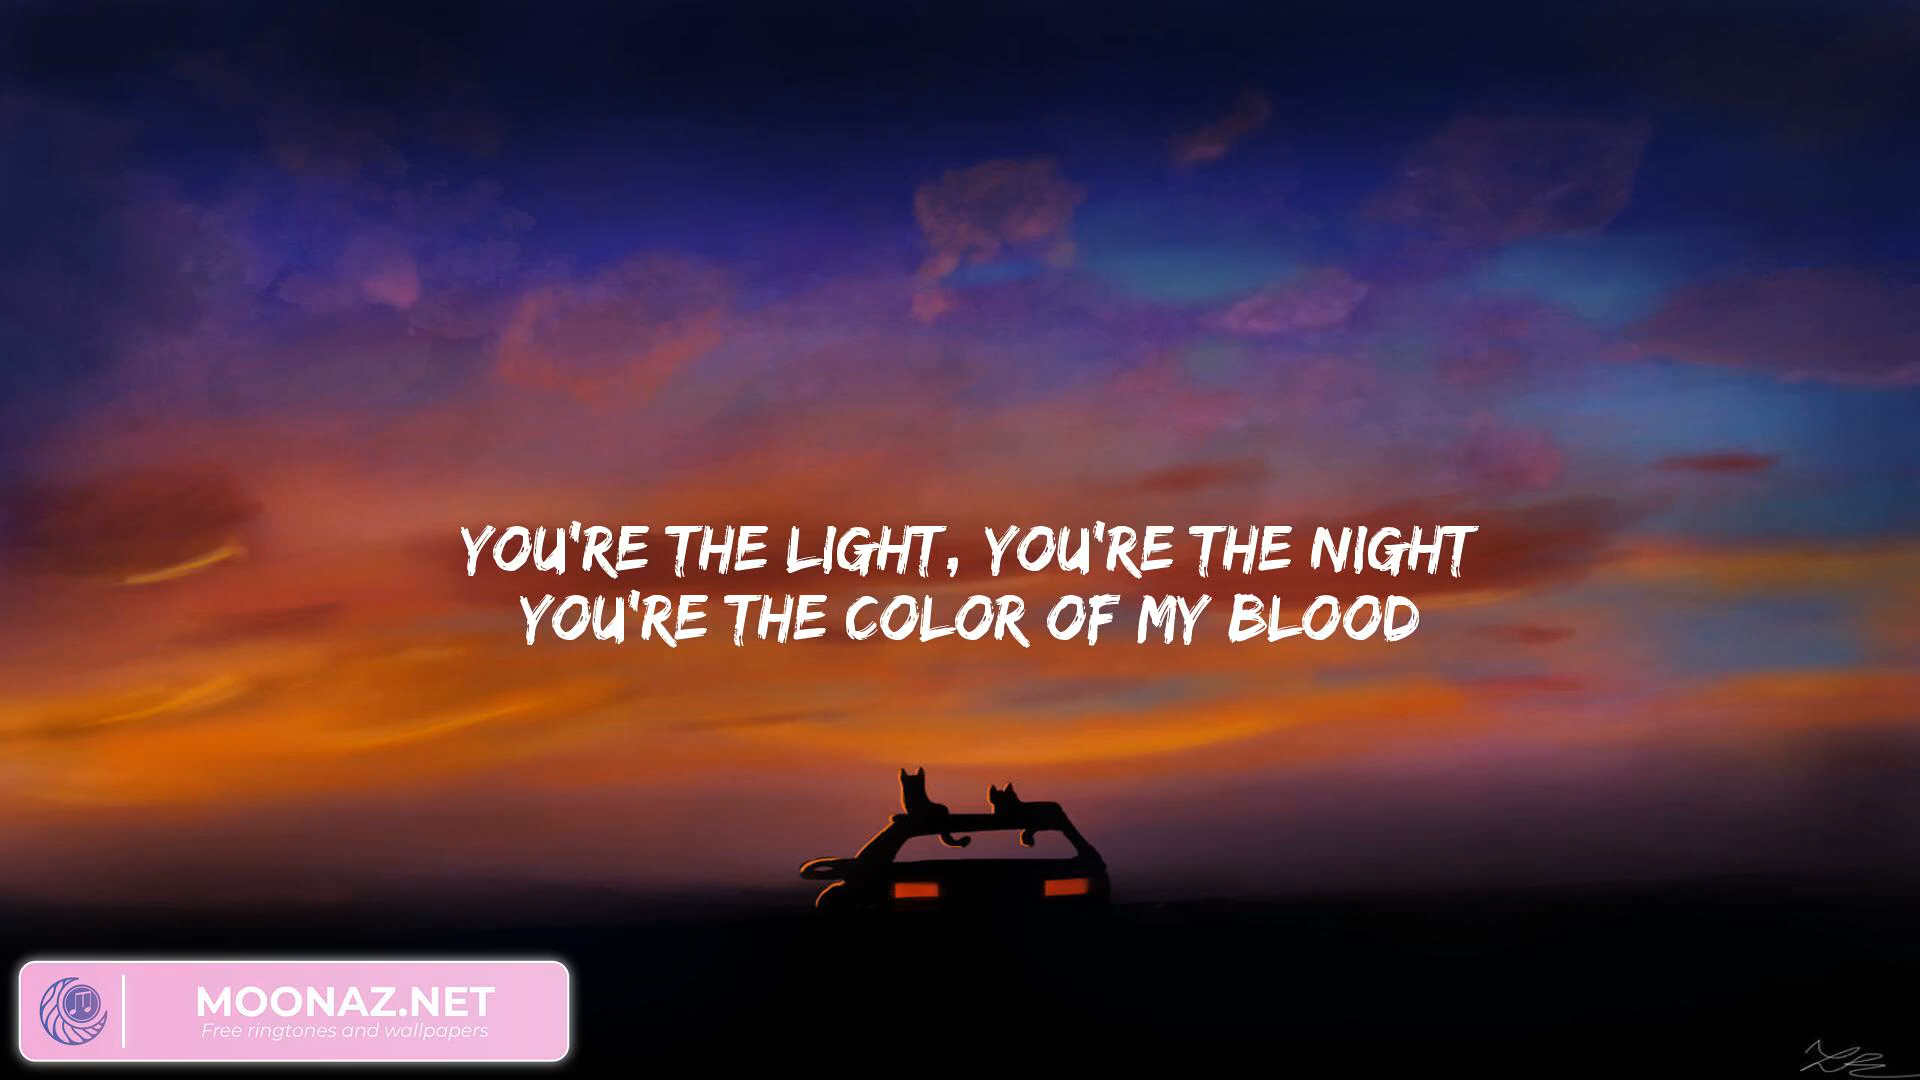 YOU'RE THE LIGHT, YOU'RE THE NIGHT
YOU'RE THE COLOR OF MY BLOOD
MOONAZ.NET
Free ringtones and wallpapers